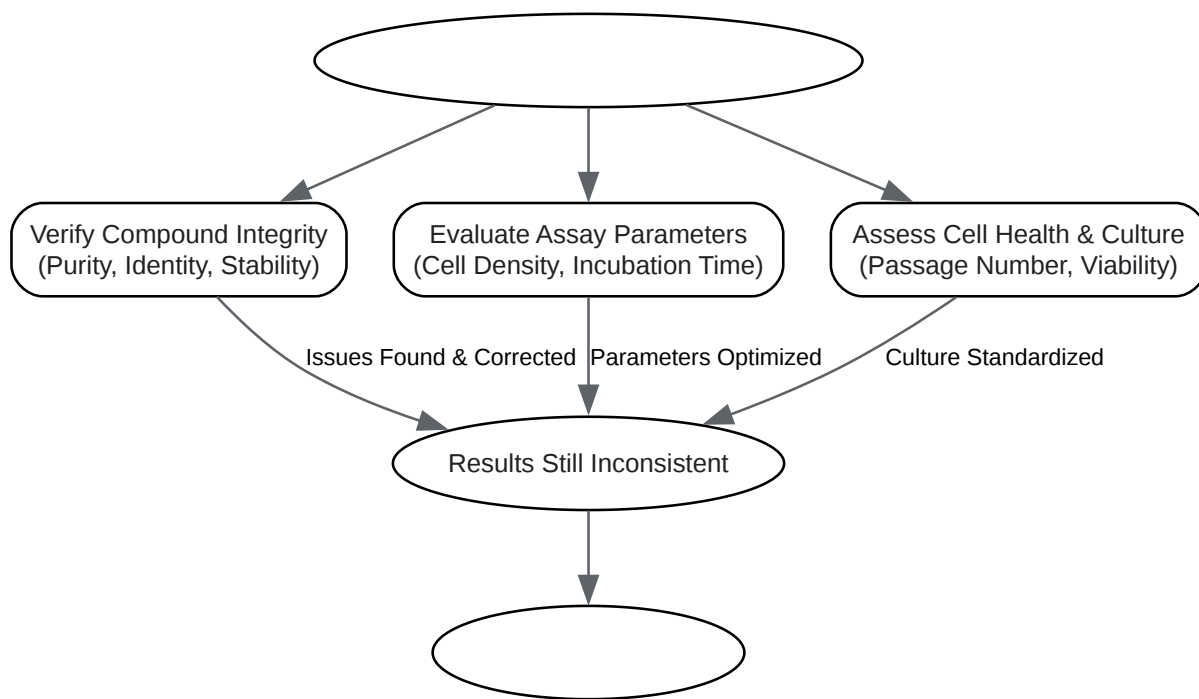 Verify Compound Integrity
(Purity, Identity, Stability)
Evaluate Assay Parameters
(Cell Density, Incubation Time)
Assess Cell Health & Culture
(Passage Number, Viability)
Issues Found & Corrected
Parameters Optimized
Culture Standardized
Results Still Inconsistent